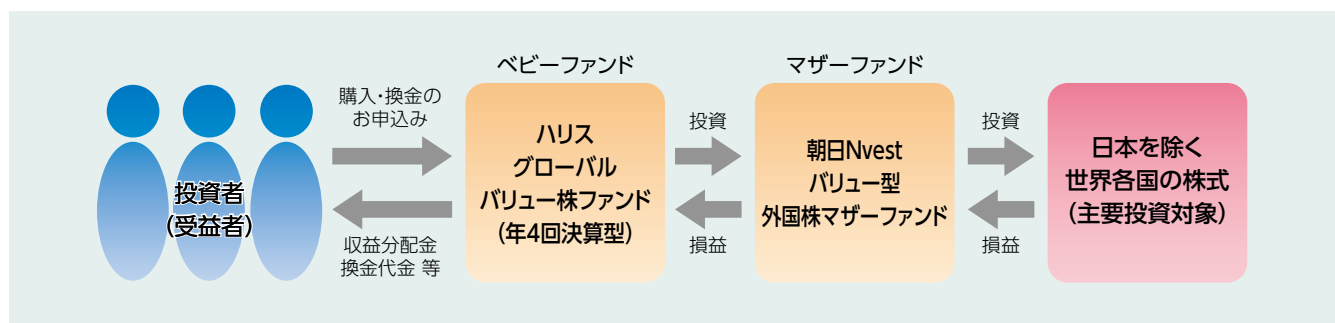 投資者
(受益者)
購入・換金の
お申込み
収益分配金
換金代金 等
ベビーファンド
ハリス
グローバル
バリュー株ファンド
(年4回決算型)
投資
損益
マザーファンド
朝日Nvest
バリュー型
外国株マザーファンド
投資
損益
日本を除く
世界各国の株式
(主要投資対象)